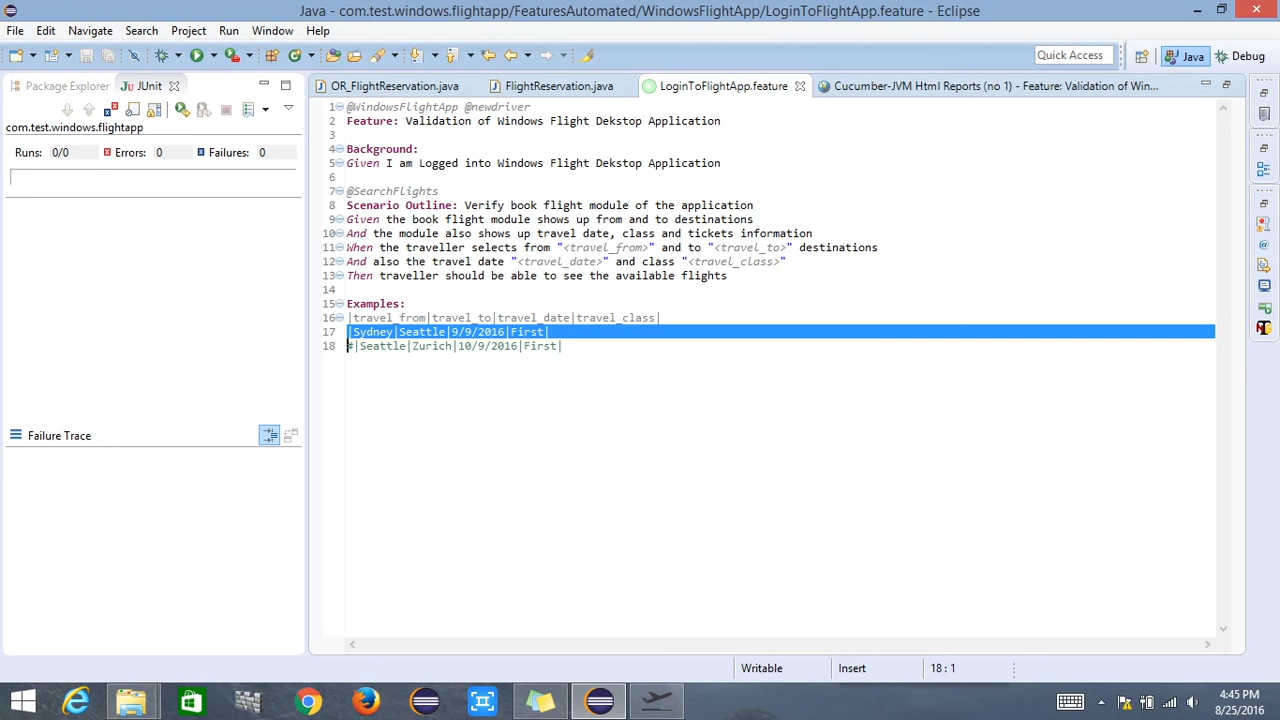 Java - com.test.windows.flightapp/FeaturesAutomated/WindowsFlightApp/LoginToFlightApp.feature - Eclipse
File Edit Navigate Search Project Run Window Help
Quick Access Java Debug
Package Explorer JUnit
OR_FlightReservation.java FlightReservation.java LoginToFlightApp.feature Cucumber-JVM Html Reports (no 1) - Feature: Validation of Win...
com.test.windows.flightapp
Runs: 0/0 Errors: 0 Failures: 0
Failure Trace
1 @WindowsFlightApp @newdriver
2 Feature: Validation of Windows Flight Dekstop Application
3
4 Background:
5 Given I am Logged into Windows Flight Dekstop Application
6
7 @SearchFlights
8 Scenario Outline: Verify book flight module of the application
9 Given the book flight module shows up from and to destinations
10 And the module also shows up travel date, class and tickets information
11 When the traveller selects from "<travel_from>" and to "<travel_to>" destinations
12 And also the travel date "<travel_date>" and class "<travel_class>"
13 Then traveller should be able to see the available flights
14
15 Examples:
16 |travel_from|travel_to|travel_date|travel_class|
17 |Sydney|Seattle|9/9/2016|First|
18 #|Seattle|Zurich|10/9/2016|First|
Writable Insert 18 : 1
4:45 PM
8/25/2016